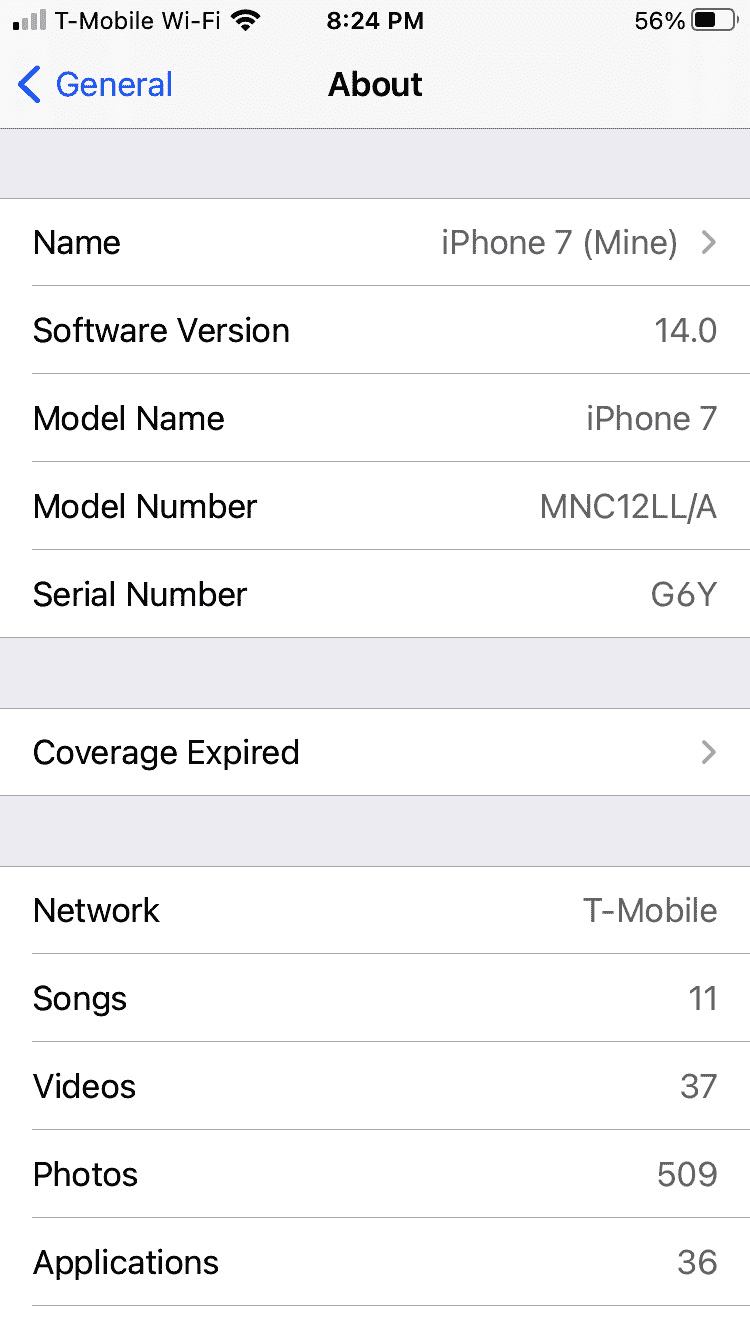 T-Mobile Wi-Fi 8:24 PM 56%
General About
Name iPhone 7 (Mine)
Software Version 14.0
Model Name iPhone 7
Model Number MNC12LL/A
Serial Number G6Y
Coverage Expired
Network T-Mobile
Songs 11
Videos 37
Photos 509
Applications 36